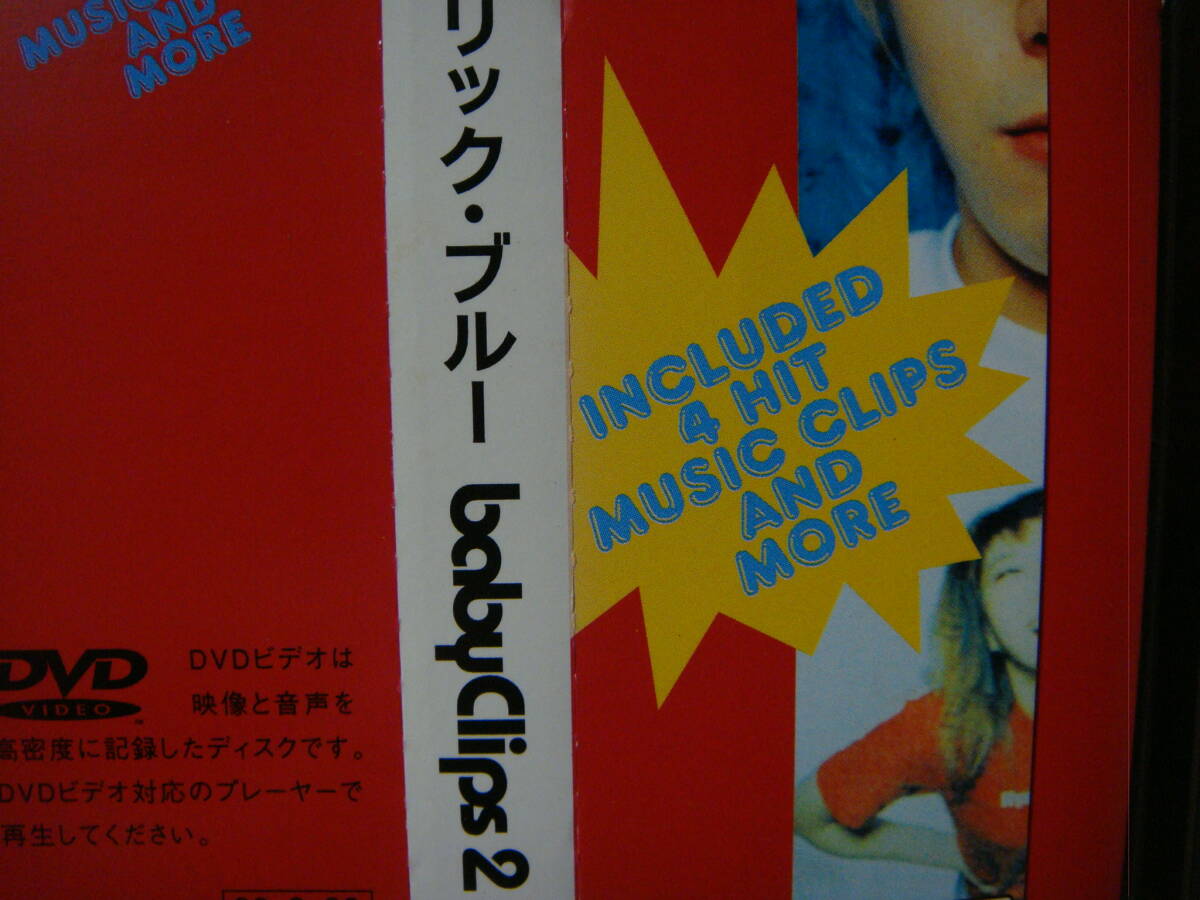 MUSIC
AND
MORE
DVD
VIDEO
™
DVDビデオは
映像と音声を
高密度に記録したディスクです。
DVDビデオ対応のプレーヤーで
再生してください。
リック・ブルー babyClips 2
INCLUDED
4 HIT
MUSIC CLIPS
AND
MORE